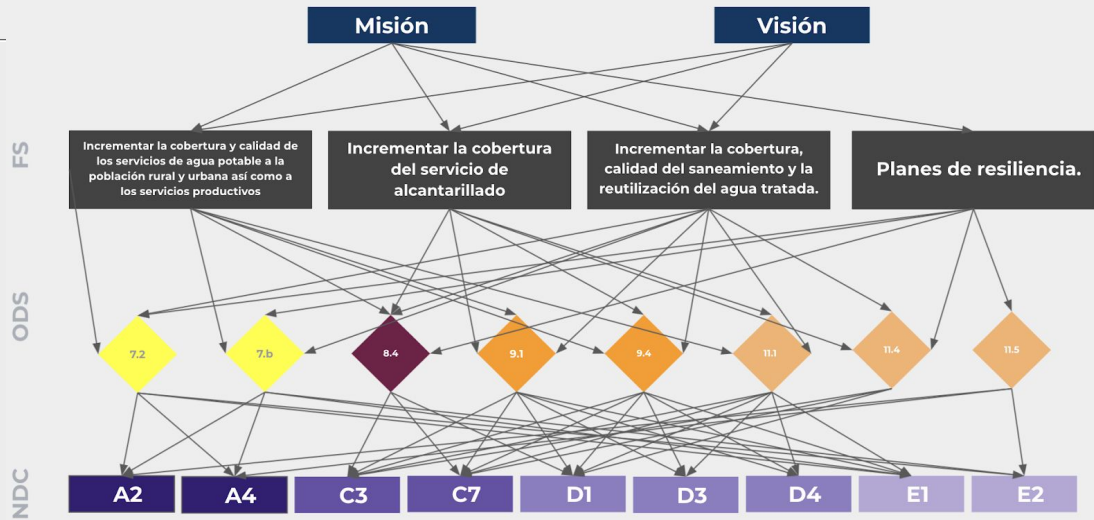 Misión
Visión
FS
Incrementar la cobertura y calidad de
los servicios de agua potable a la
población rural y urbana así como a
los servicios productivos
Incrementar la cobertura
del servicio de
alcantarillado
Incrementar la cobertura,
calidad del saneamiento y la
reutilización del agua tratada.
Planes de resiliencia.
ODS
7.2
7.b
8.4
9.1
9.4
11.1
11.4
11.5
NDC
A2
A4
C3
C7
D1
D3
D4
E1
E2